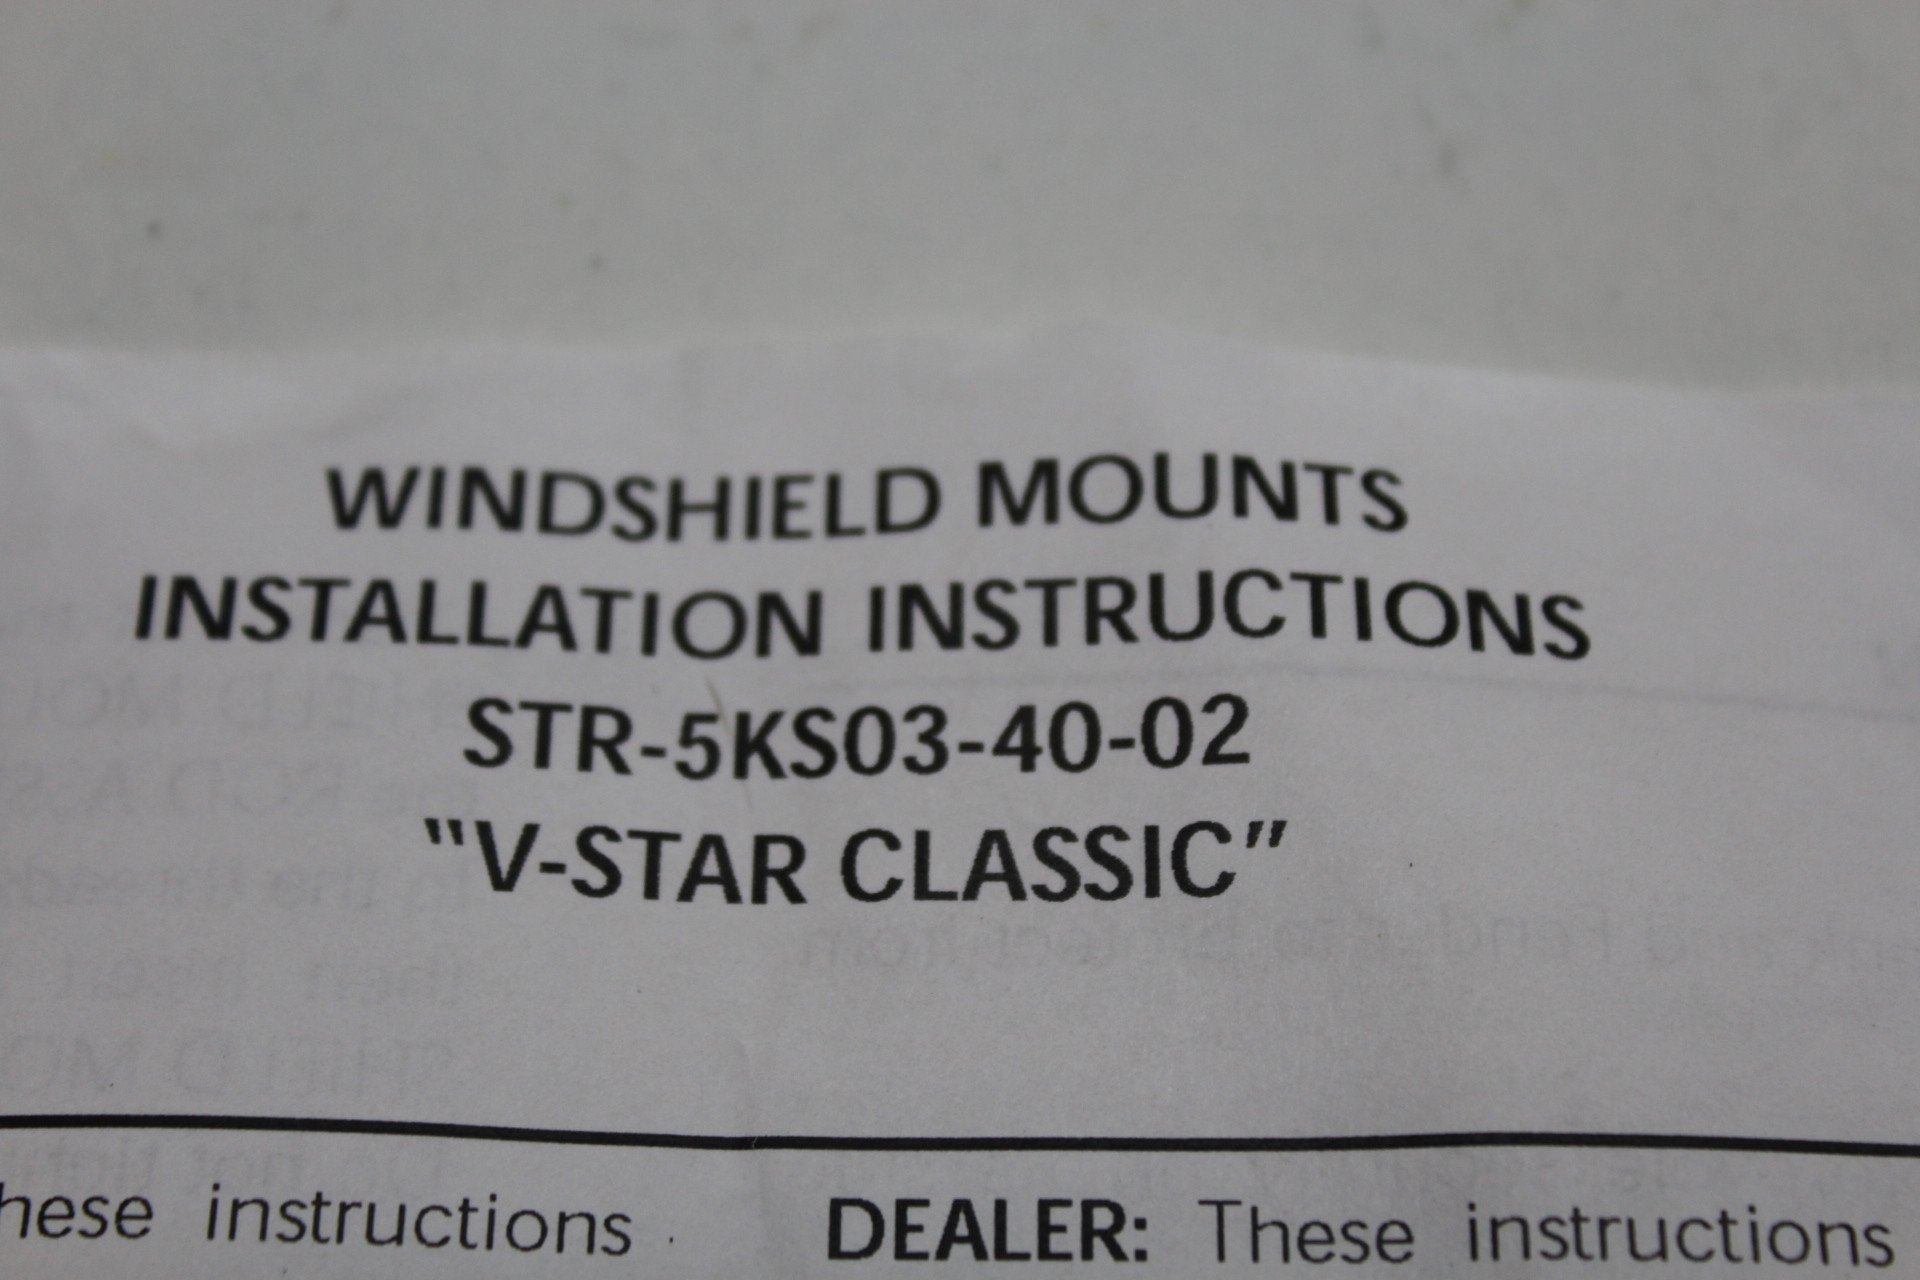 WINDSHIELD MOUNTS
INSTALLATION INSTRUCTIONS
STR-5KS03-40-02
"V-STAR CLASSIC"
hese instructions
DEALER: These instructions